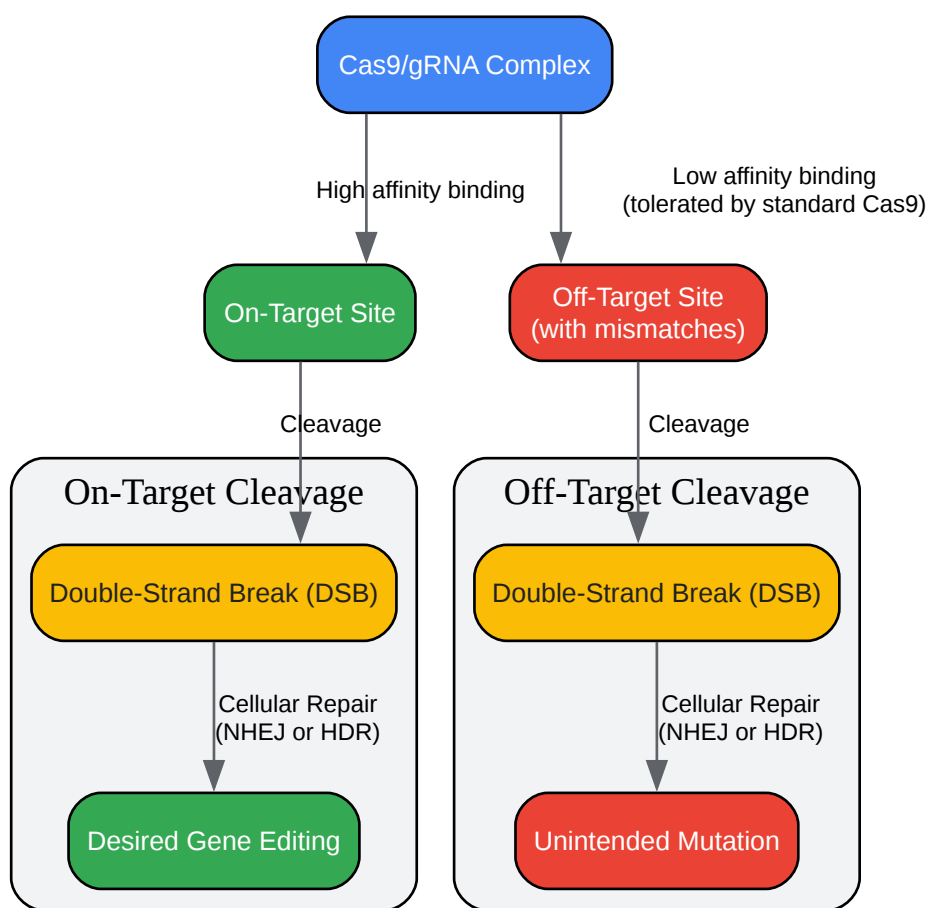 Cas9/gRNA Complex
High affinity binding
Low affinity binding
(tolerated by standard Cas9)
On-Target Site
Off-Target Site
(with mismatches)
Cleavage
Cleavage
On-Target Cleavage
Off-Target Cleavage
Double-Strand Break (DSB)
Double-Strand Break (DSB)
Cellular Repair
(NHEJ or HDR)
Cellular Repair
(NHEJ or HDR)
Desired Gene Editing
Unintended Mutation